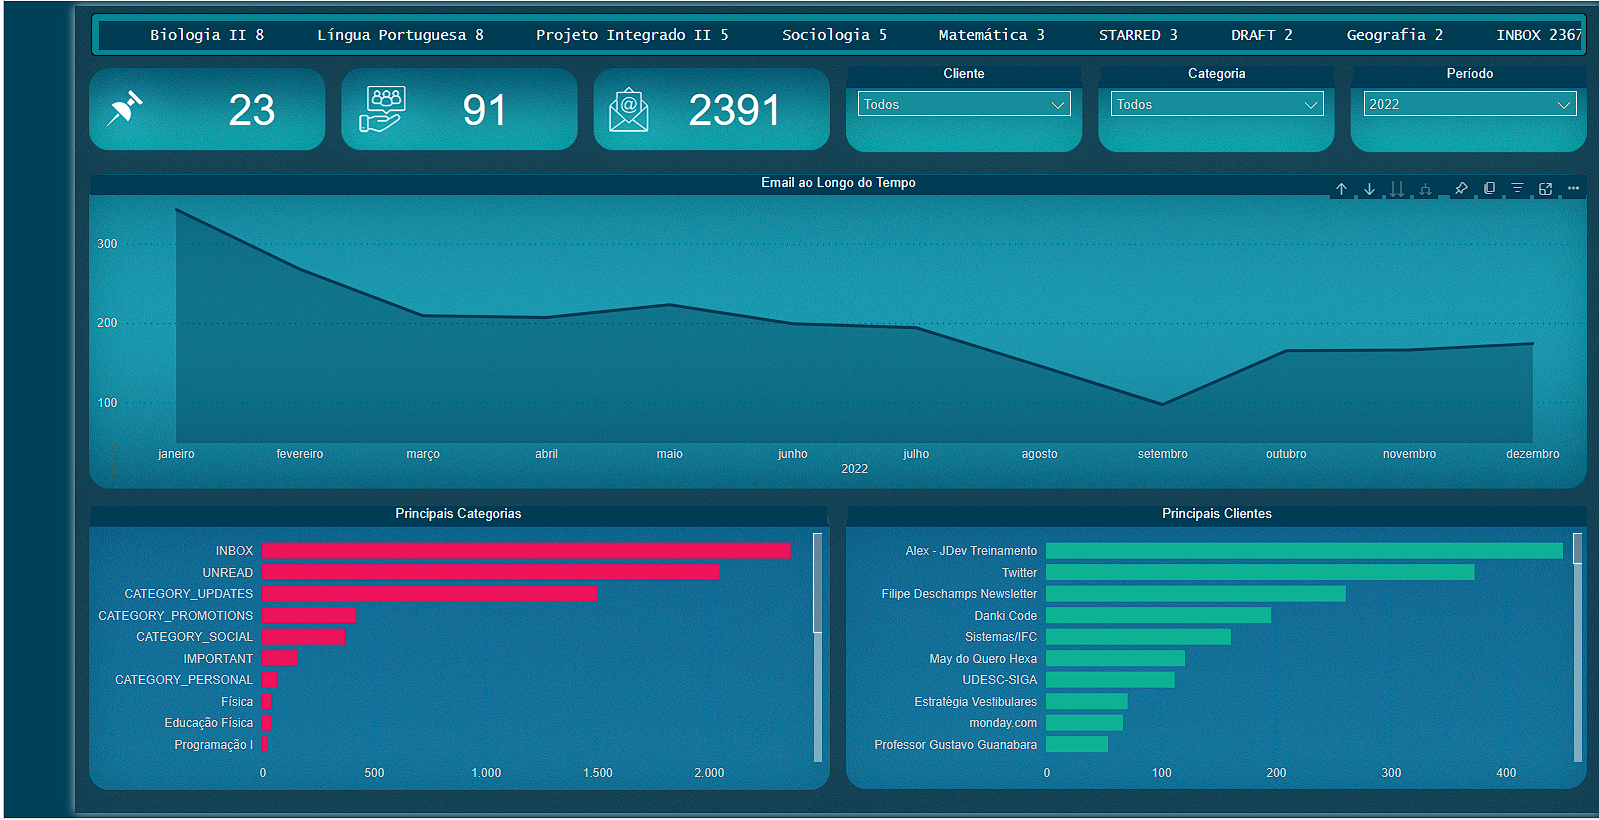 Biologia II 8 Língua Portuguesa 8 Projeto Integrado II 5 Sociologia 5 Matemática 3 STARRED 3 DRAFT 2 Geografia 2 INBOX 2367
23
91
2391
Cliente
Todos
Categoria
Todos
Período
2022
Email ao Longo do Tempo
300
200
100
janeiro fevereiro março abril maio junho julho agosto setembro outubro novembro dezembro
2022
Principais Categorias
INBOX
UNREAD
CATEGORY_UPDATES
CATEGORY_PROMOTIONS
CATEGORY_SOCIAL
IMPORTANT
CATEGORY_PERSONAL
Física
Educação Física
Programação I
0 500 1.000 1.500 2.000
Principais Clientes
Alex - JDev Treinamento
Twitter
Filipe Deschamps Newsletter
Danki Code
Sistemas/IFC
May do Quero Hexa
UDESC-SIGA
Estratégia Vestibulares
monday.com
Professor Gustavo Guanabara
0 100 200 300 400